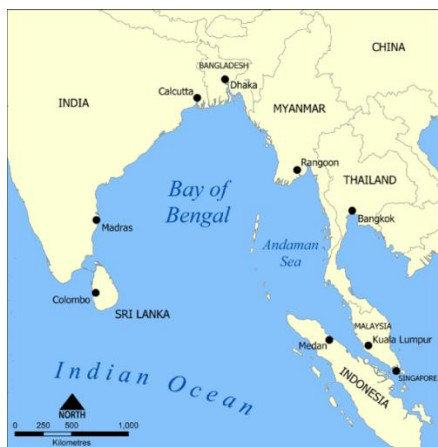 CHINA
BANGLADESH
Dhaka
Calcutta
INDIA
MYANMAR
Rangoon
Bay of
Bengal
THAILAND
Bangkok
Madras
Andaman
Sea
Colombo
SRI LANKA
MALAYSIA
Kuala Lumpur
Medan
SINGAPORE
INDONESIA
Indian Ocean
NORTH
0 250 500 1,000
Kilometres